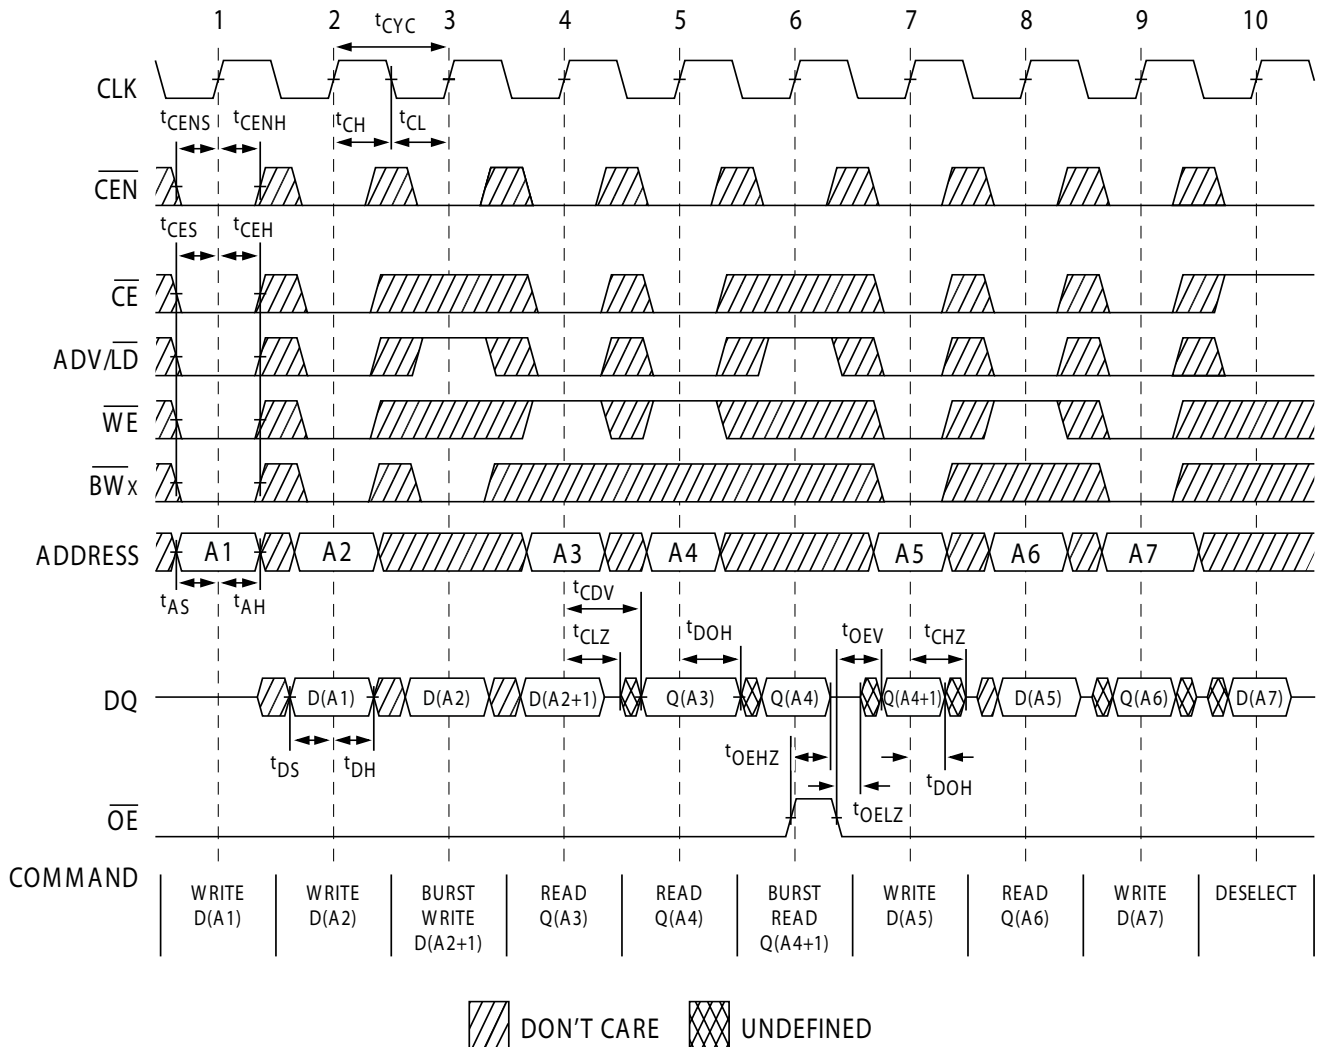 1 2 3 4 5 6 7 8 9 10
tCYC
CLK
tCENS tCENH tCH tCL
CEN
tCES tCEH
CE
ADV/LD
WE
BWx
ADDRESS A1 A2 A3 A4 A5 A6 A7
tAS tAH tCDV
tCLZ tDOH tOEV tCHZ
DQ D(A1) D(A2) D(A2+1) Q(A3) Q(A4) Q(A4+1) D(A5) Q(A6) D(A7)
tDS tDH tOEHZ tDOH
tOELZ
OE
COMMAND
WRITE WRITE BURST READ READ BURST WRITE READ WRITE DESELECT
D(A1) D(A2) WRITE Q(A3) Q(A4) READ D(A5) Q(A6) D(A7)
D(A2+1) Q(A4+1)
DON'T CARE UNDEFINED